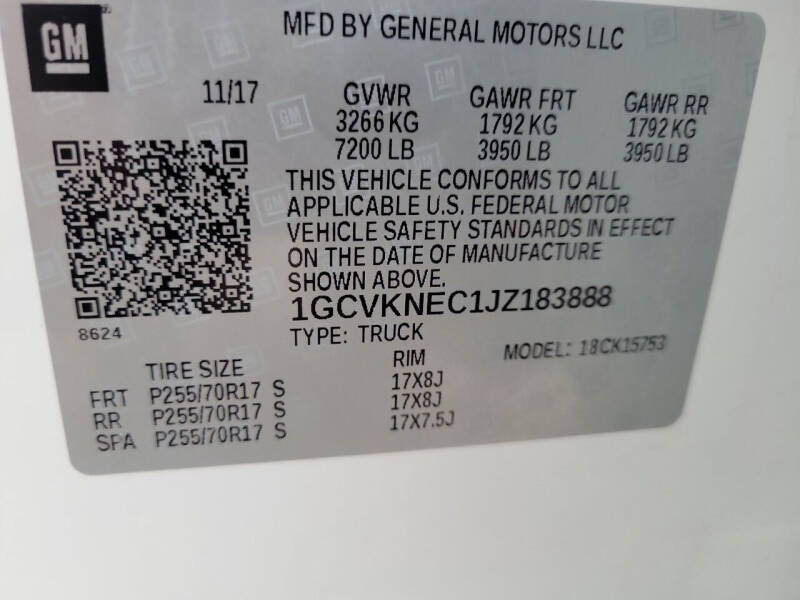 GM
MFD BY GENERAL MOTORS LLC
11/17 GVWR GAWR FRT GAWR RR
3266 KG 1792 KG 1792 KG
7200 LB 3950 LB 3950 LB
THIS VEHICLE CONFORMS TO ALL
APPLICABLE U.S. FEDERAL MOTOR
VEHICLE SAFETY STANDARDS IN EFFECT
ON THE DATE OF MANUFACTURE
SHOWN ABOVE.
1GCVKNEC1JZ183888
8624
TYPE: TRUCK MODEL: 18CK15753
TIRE SIZE RIM
FRT P255/70R17 S 17X8J
RR P255/70R17 S 17X8J
SPA P255/70R17 S 17X7.5J